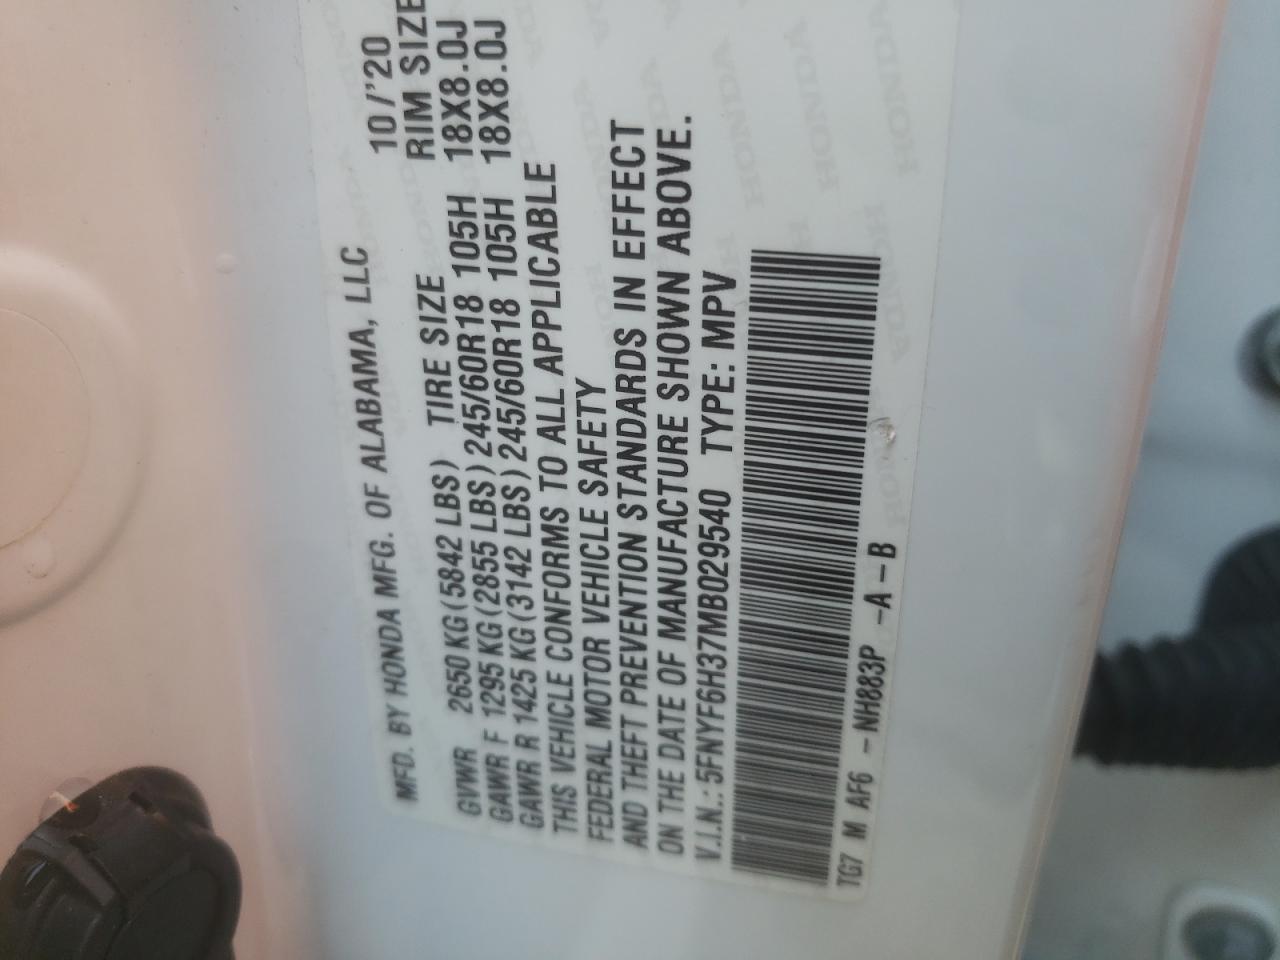 MFD. BY HONDA MFG. OF ALABAMA, LLC 10/'20
TIRE SIZE RIM SIZE
GVWR 2650 KG (5842 LBS)
GAWR F 1295 KG (2855 LBS) 245/60R18 105H 18X8.0J
GAWR R 1425 KG (3142 LBS) 245/60R18 105H 18X8.0J
THIS VEHICLE CONFORMS TO ALL APPLICABLE
FEDERAL MOTOR VEHICLE SAFETY
AND THEFT PREVENTION STANDARDS IN EFFECT
ON THE DATE OF MANUFACTURE SHOWN ABOVE.
V.I.N.: 5FNYF6H37MB029540 TYPE: MPV
TG7 M AF6 - NH883P - A - B
HONDA
HONDA
HONDA